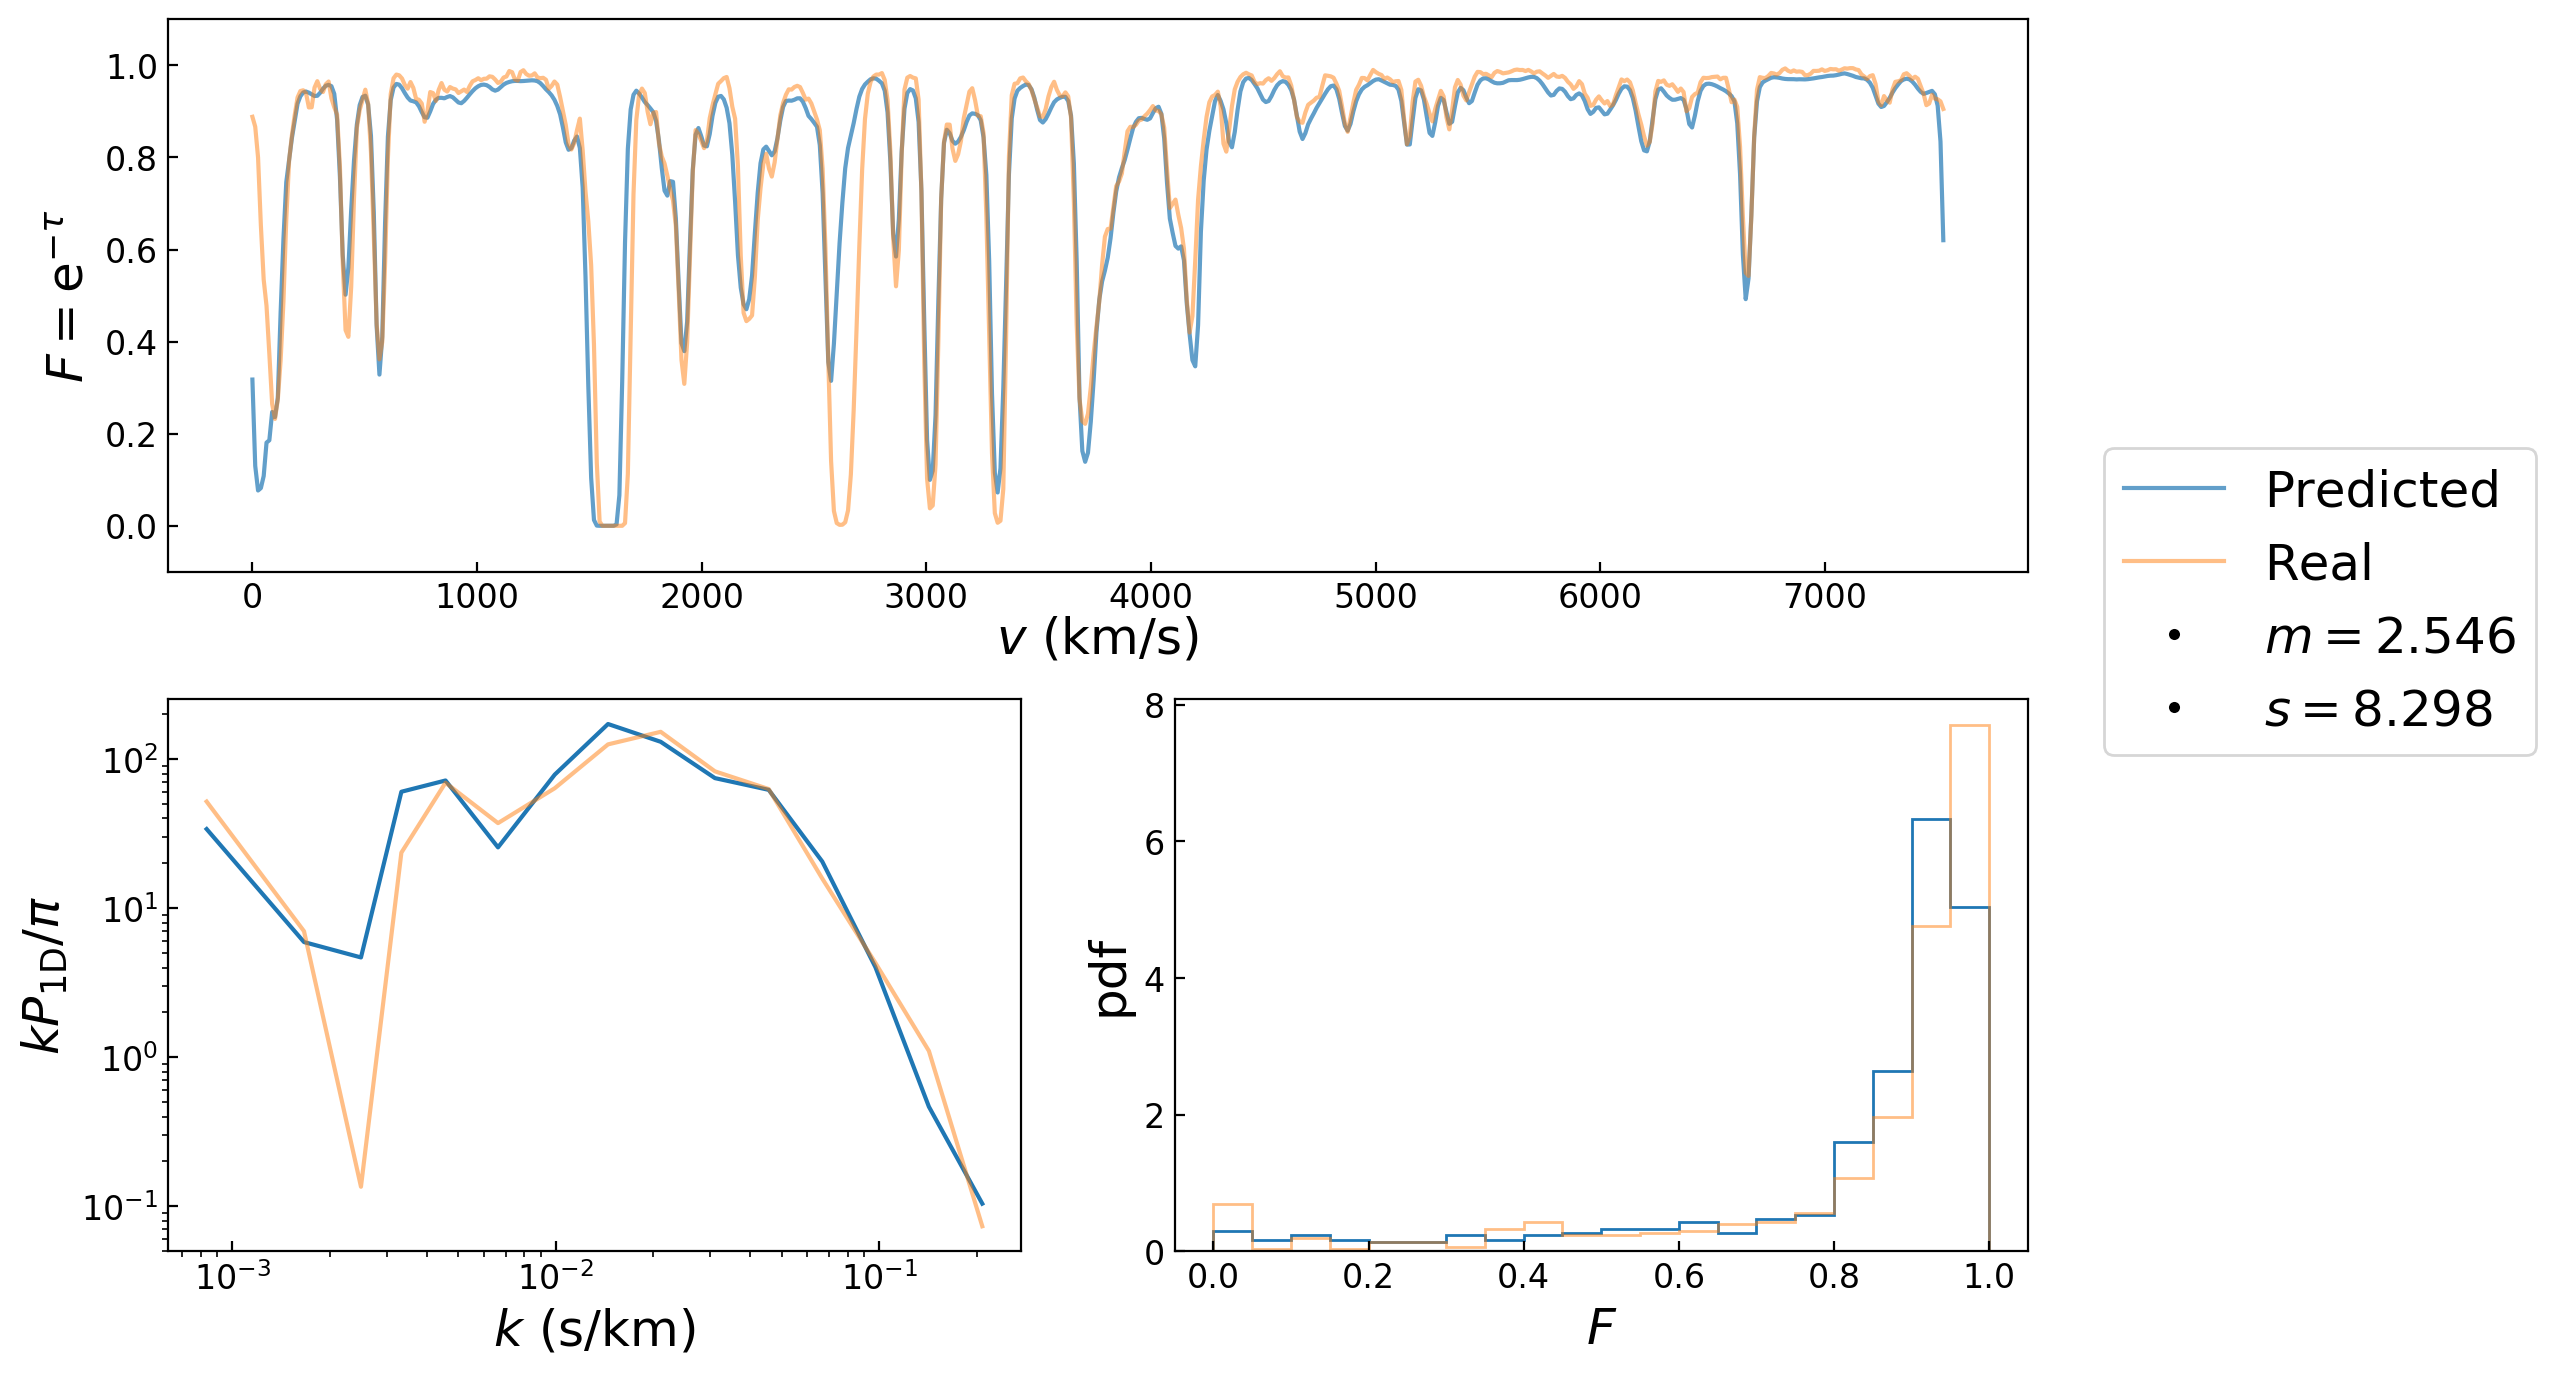 1.0
0.8
0.6
0.4
0.2
0.0
F = e^{-τ}
0 1000 2000 3000 4000 5000 6000 7000
v (km/s)
Predicted
Real
m = 2.546
s = 8.298
10^2
10^1
10^0
10^{-1}
kP_{1D}/π
10^{-3} 10^{-2} 10^{-1}
k (s/km)
8
6
4
2
0
pdf
0.0 0.2 0.4 0.6 0.8 1.0
F